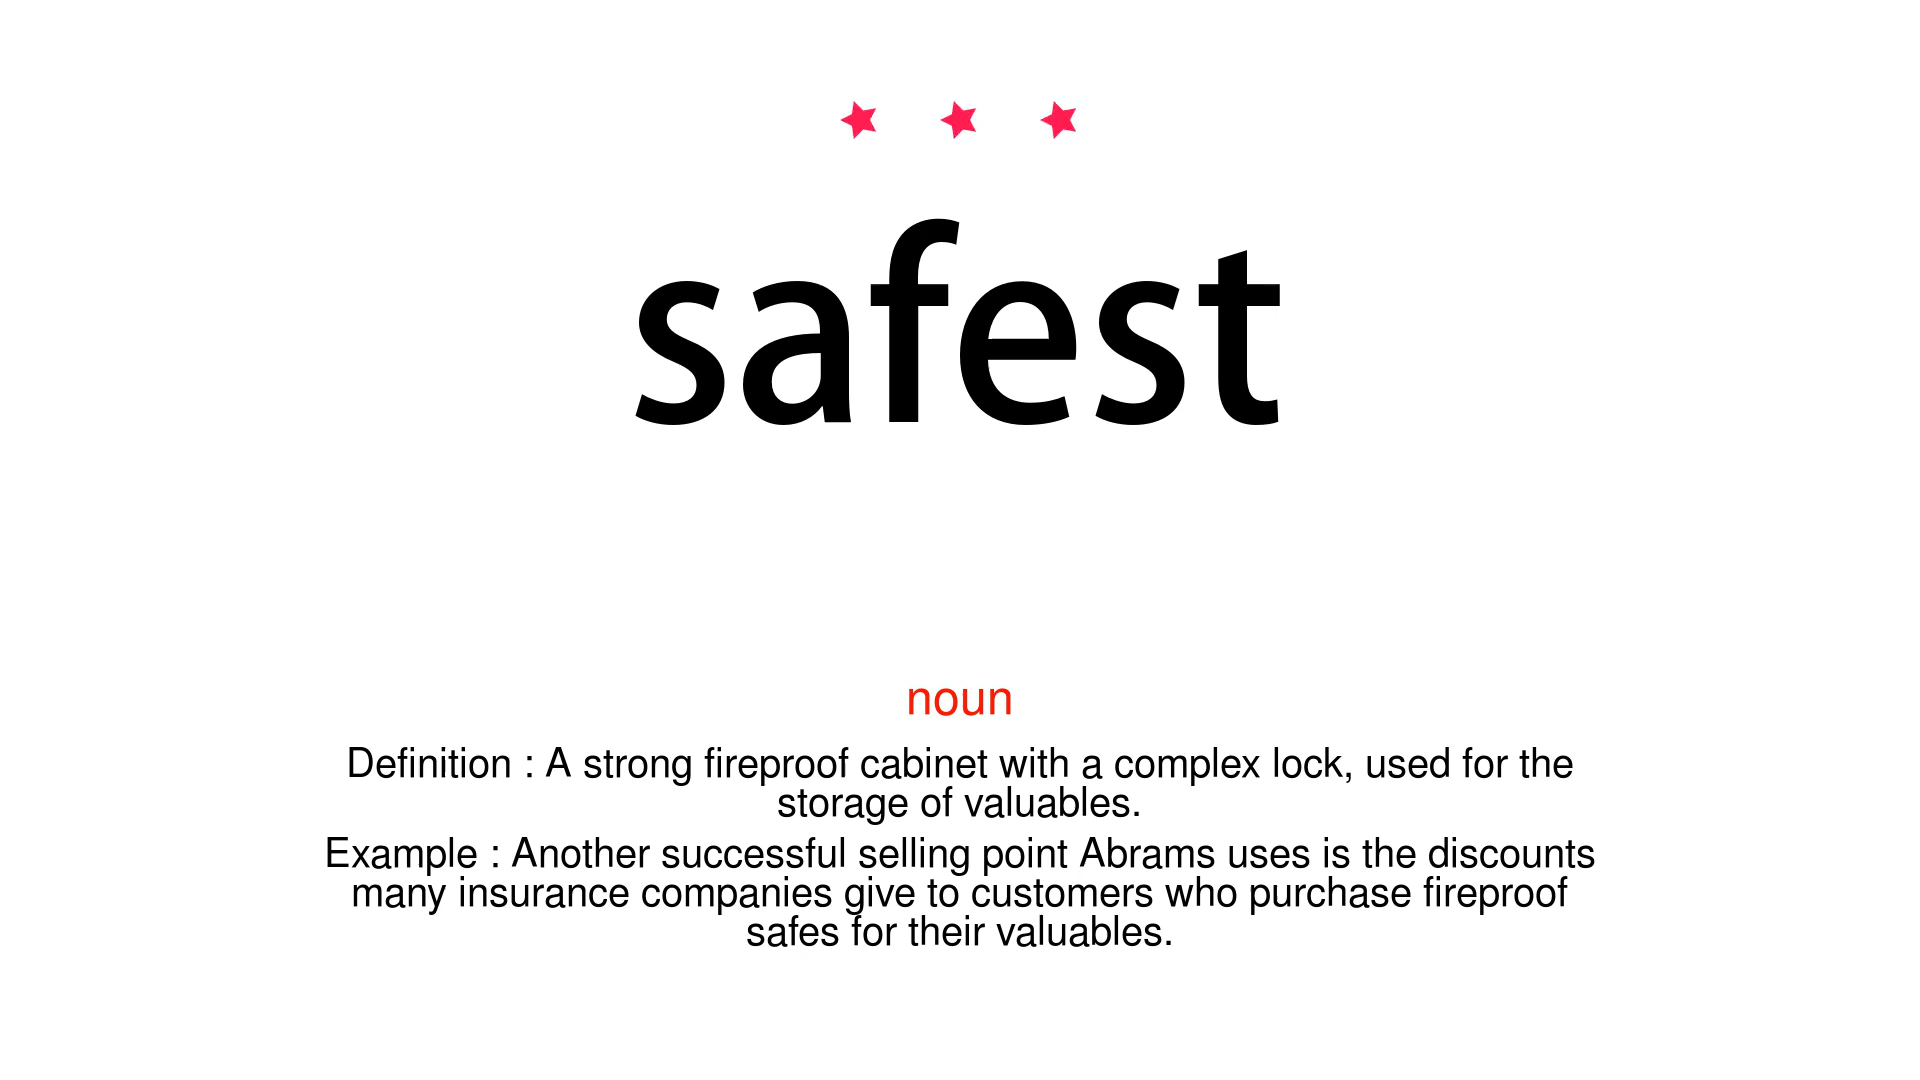 safest
noun
Definition : A strong fireproof cabinet with a complex lock, used for the
storage of valuables.
Example : Another successful selling point Abrams uses is the discounts
many insurance companies give to customers who purchase fireproof
safes for their valuables.